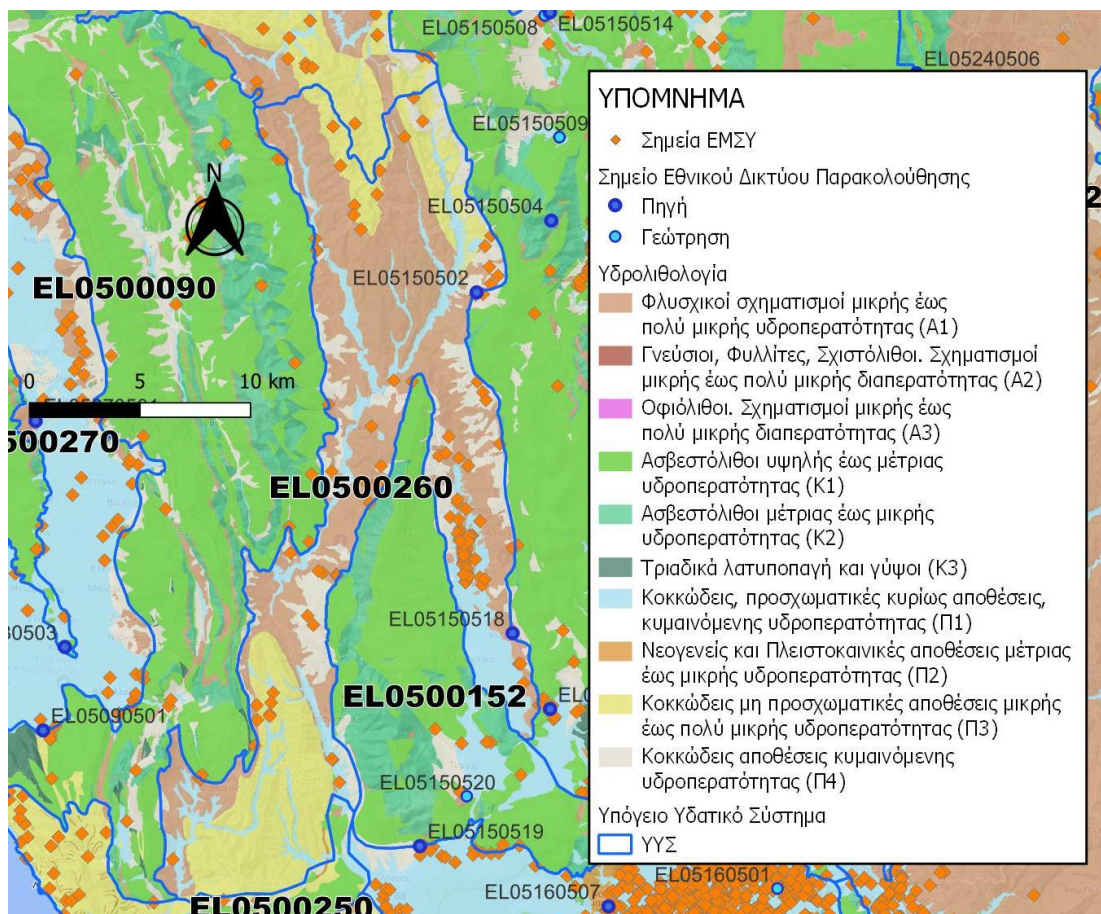 EL05150508
EL05150514
EL05240506
EL05150509
N
EL05150504
EL05150502
EL0500090
0 5 10 km
500270
EL0500260
EL05150518
30503
EL0500152
EL0
EL05090501
EL05150520
EL05150519
EL05160501
EL05160507
EL0500250
2
ΥΠΟΜΝΗΜΑ
Σημεία ΕΜΣΥ
Σημείο Εθνικού Δικτύου Παρακολούθησης
Πηγή
Γεώτρηση
Υδρολιθολογία
Φλυσχικοί σχηματισμοί μικρής έως
πολύ μικρής υδροπερατότητας (Α1)
Γνεύσιοι, Φυλλίτες, Σχιστόλιθοι. Σχηματισμοί
μικρής έως πολύ μικρής διαπερατότητας (Α2)
Οφιόλιθοι. Σχηματισμοί μικρής έως
πολύ μικρής διαπερατότητας (Α3)
Ασβεστόλιθοι υψηλής έως μέτριας
υδροπερατότητας (Κ1)
Ασβεστόλιθοι μέτριας έως μικρής
υδροπερατότητας (Κ2)
Τριαδικά λατυποπαγή και γύψοι (Κ3)
Κοκκώδεις, προσχωματικές κυρίως αποθέσεις,
κυμαινόμενης υδροπερατότητας (Π1)
Νεογενείς και Πλειστοκαινικές αποθέσεις μέτριας
έως μικρής υδροπερατότητας (Π2)
Κοκκώδεις μη προσχωματικές αποθέσεις μικρής
έως πολύ μικρής υδροπερατότητας (Π3)
Κοκκώδεις αποθέσεις κυμαινόμενης
υδροπερατότητας (Π4)
Υπόγειο Υδατικό Σύστημα
ΥΥΣ